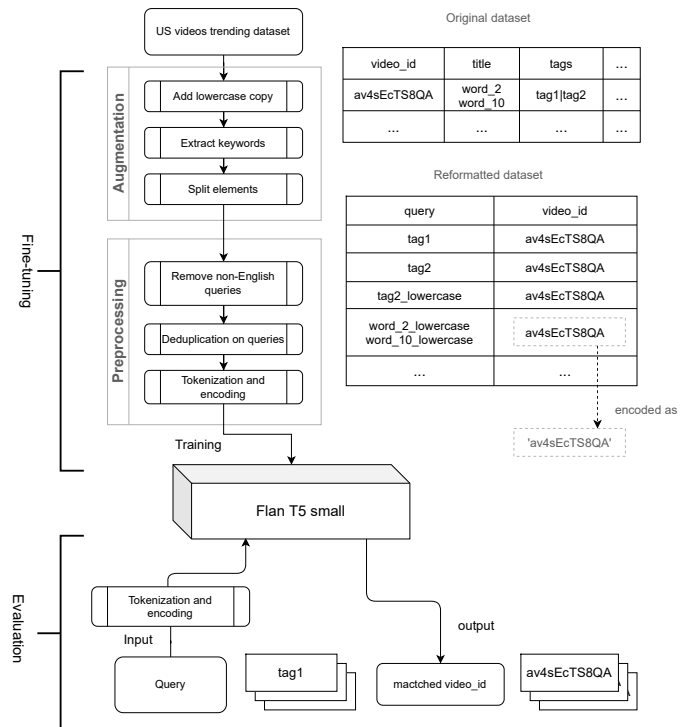 US videos trending dataset
Original dataset
video_id title tags ...
av4sEcTS8QA word_2 tag1|tag2 ...
word_10
... ... ... ...
Fine-tuning
Augmentation
Add lowercase copy
Extract keywords
Split elements
Reformatted dataset
query video_id
tag1 av4sEcTS8QA
tag2 av4sEcTS8QA
tag2_lowercase av4sEcTS8QA
word_2_lowercase av4sEcTS8QA
word_10_lowercase
... ...
encoded as
'av4sEcTS8QA'
Preprocessing
Remove non-English
queries
Deduplication on queries
Tokenization and
encoding
Training
Flan T5 small
Evaluation
Tokenization and
encoding
Input
output
Query
tag1
mactched video_id
av4sEcTS8QA